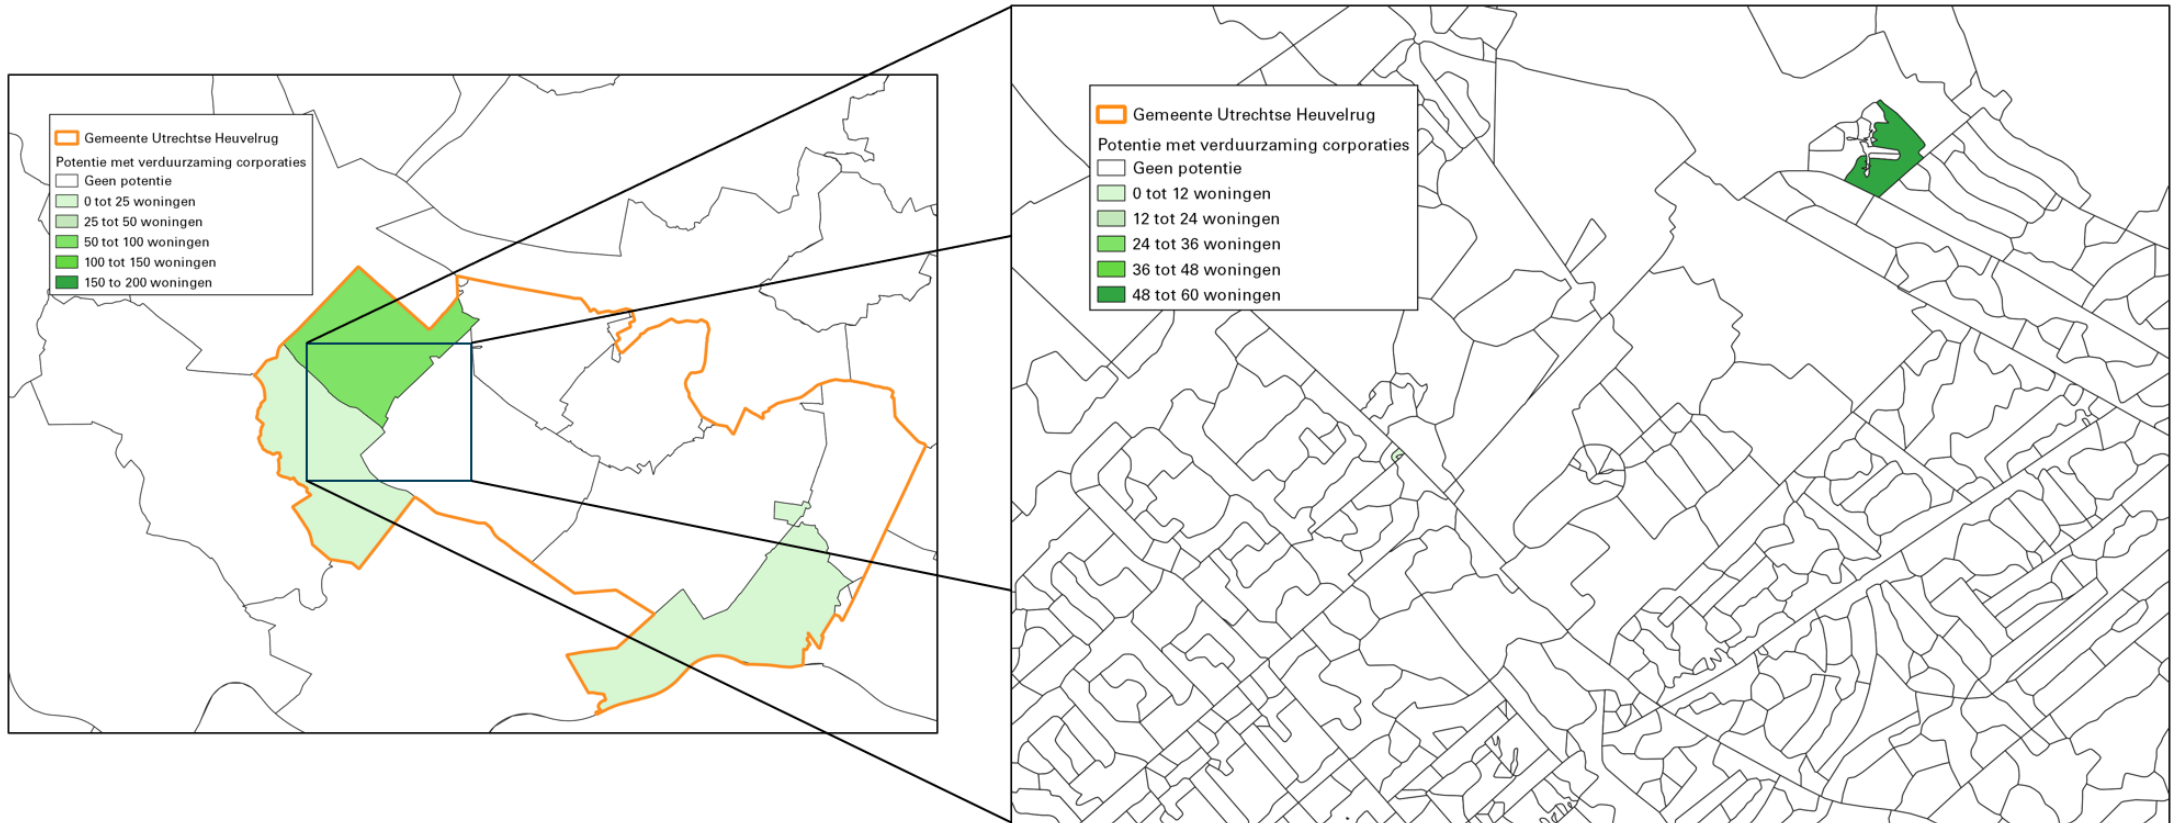 Gemeente Utrechtse Heuvelrug
Potentie met verduurzaming corporaties
Geen potentie
0 tot 25 woningen
25 tot 50 woningen
50 tot 100 woningen
100 tot 150 woningen
150 to 200 woningen
Gemeente Utrechtse Heuvelrug
Potentie met verduurzaming corporaties
Geen potentie
0 tot 12 woningen
12 tot 24 woningen
24 tot 36 woningen
36 tot 48 woningen
48 tot 60 woningen